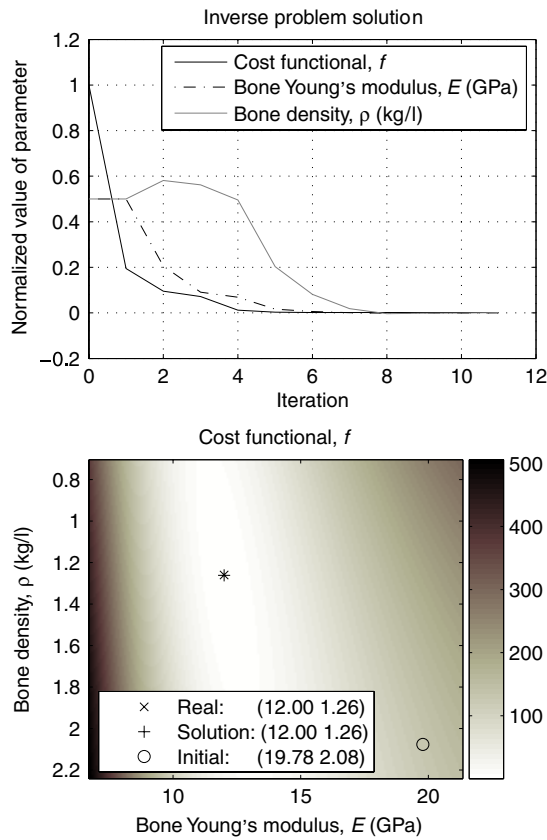 Inverse problem solution
Normalized value of parameter
1.2
1
0.8
0.6
0.4
0.2
0
−0.2
Cost functional, f
Bone Young's modulus, E (GPa)
Bone density, ρ (kg/l)
0 2 4 6 8 10 12
Iteration
Cost functional, f
Bone density, ρ (kg/l)
0.8
1
1.2
1.4
1.6
1.8
2
2.2
Real: (12.00 1.26)
Solution: (12.00 1.26)
Initial: (19.78 2.08)
10 15 20
Bone Young's modulus, E (GPa)
500
400
300
200
100